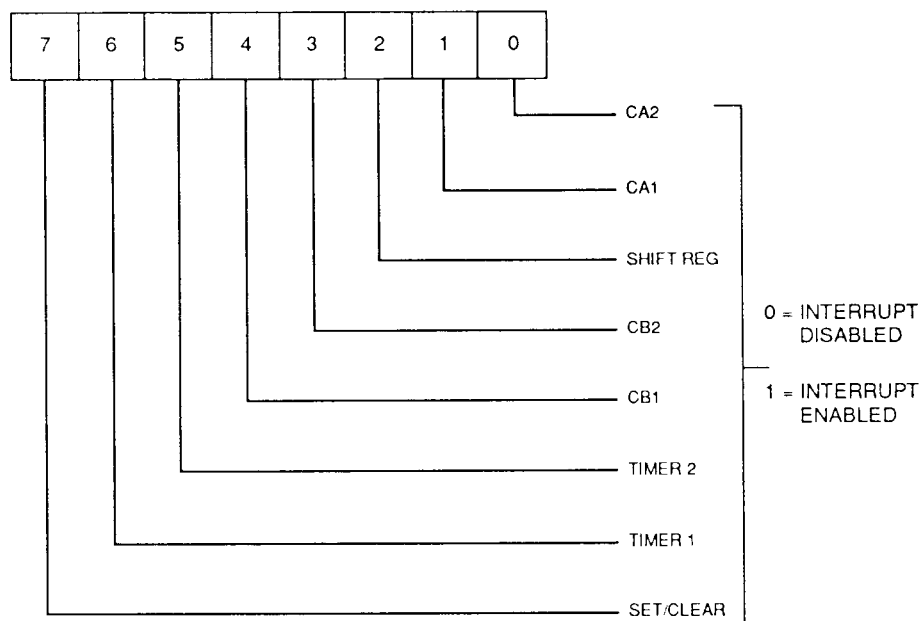 7 6 5 4 3 2 1 0
CA2
CA1
SHIFT REG
CB2
CB1
TIMER 2
TIMER 1
SET/CLEAR
0 = INTERRUPT
DISABLED
1 = INTERRUPT
ENABLED